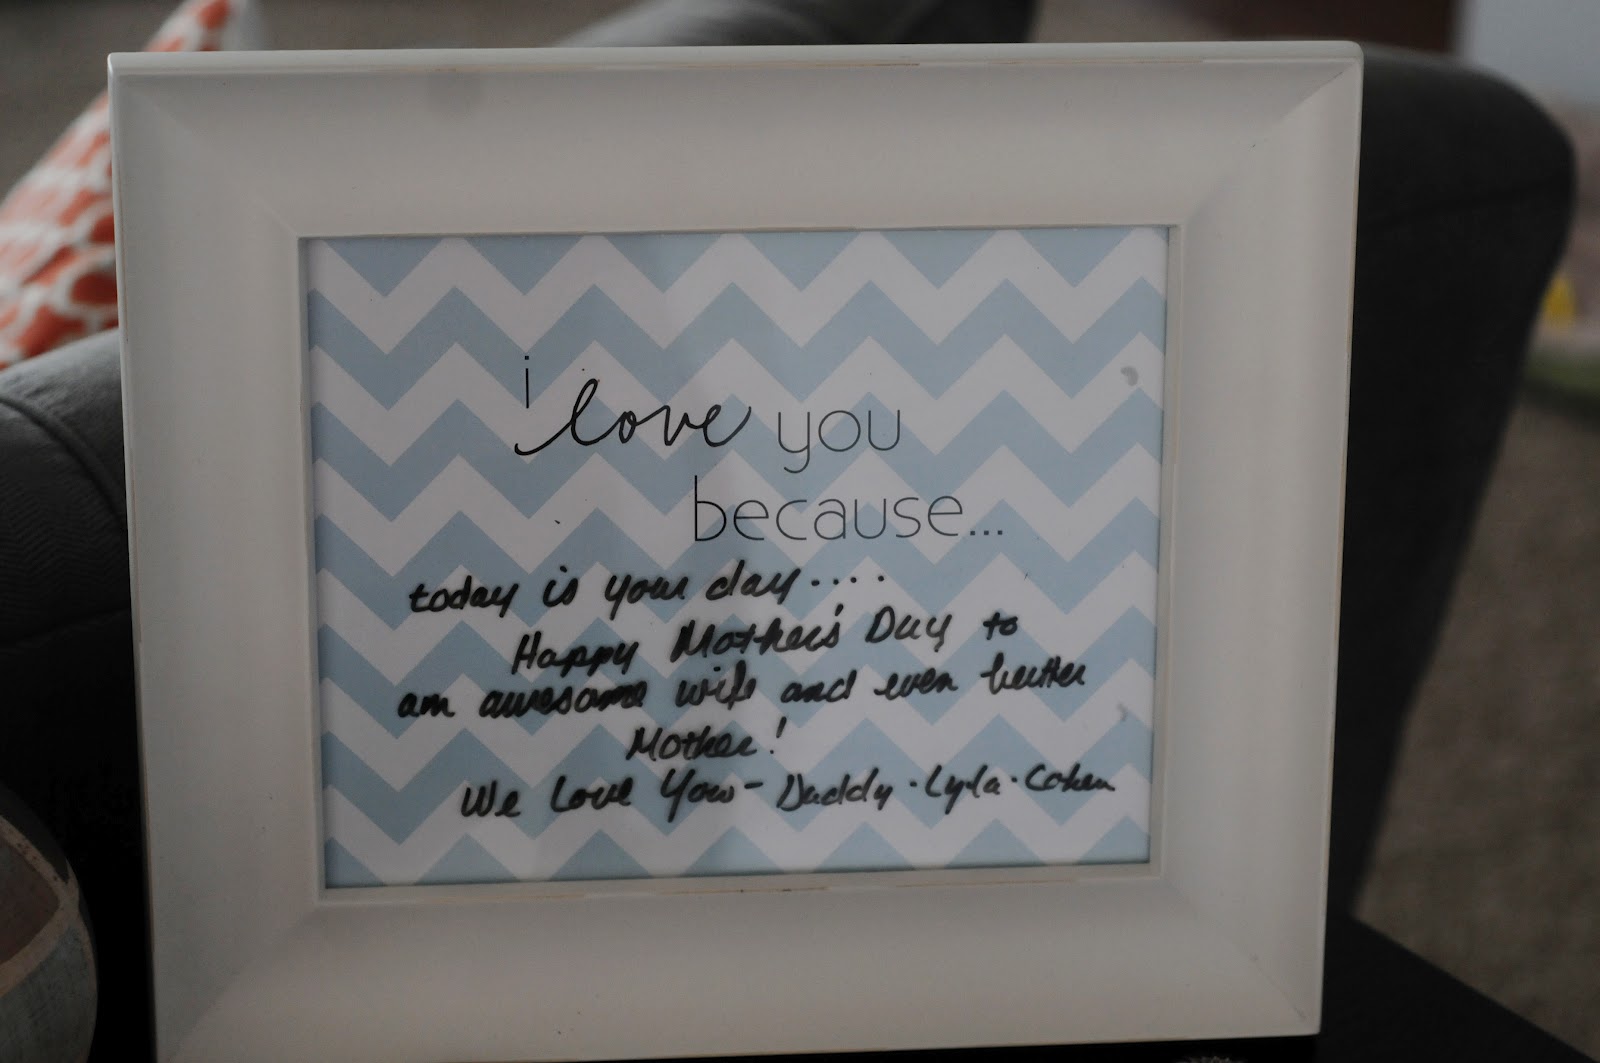 i love you
because...
today is your day....
Happy Mother's Day to
am awesome wife and even better
Mother!
We Love You - Daddy · Lyla · Cohen